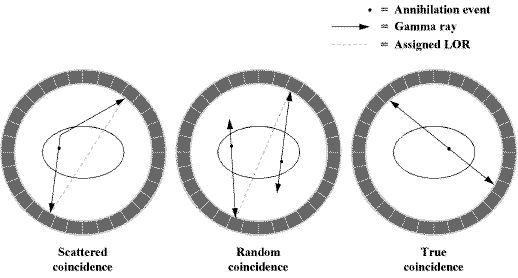 = Annihilation event
= Gamma ray
= Assigned LOR
Scattered
coincidence
Random
coincidence
True
coincidence